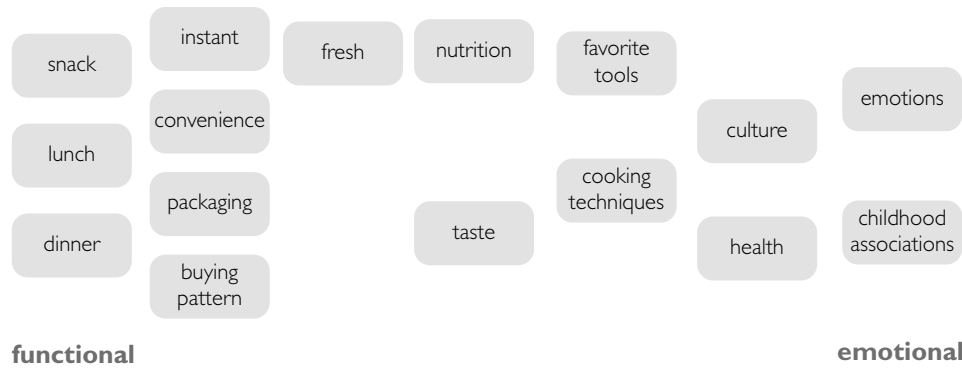 snack
lunch
dinner
instant
convenience
packaging
buying
pattern
fresh
nutrition
taste
favorite
tools
cooking
techniques
culture
health
emotions
childhood
associations
functional
emotional